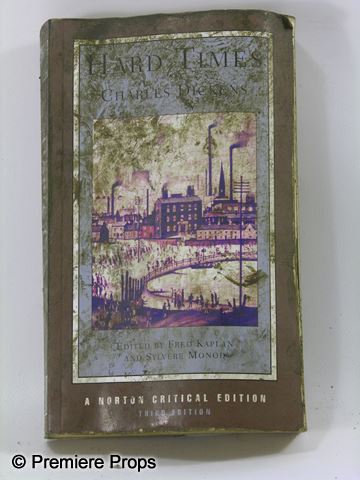 HARD TIMES
CHARLES DICKENS
EDITED BY FRED KAPLAN
AND SYLVÈRE MONOD
A NORTON CRITICAL EDITION
THIRD EDITION
© Premiere Props